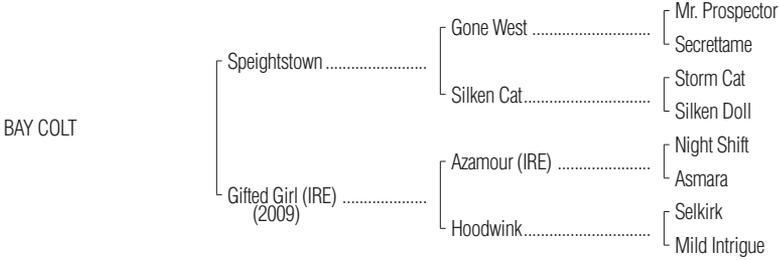 Mr. Prospector
Gone West ............................
Secrettame
Speightstown ........................
Storm Cat
Silken Cat..............................
Silken Doll
BAY COLT
Night Shift
Azamour (IRE) ......................
Asmara
Gifted Girl (IRE) ....................
(2009)
Selkirk
Hoodwink..............................
Mild Intrigue